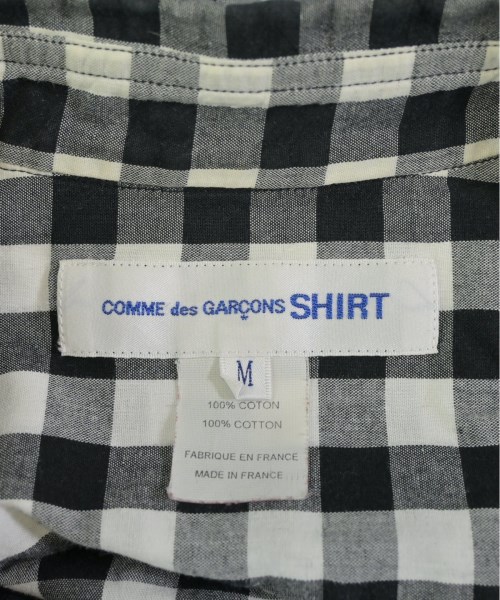 COMME des GARÇONS SHIRT
M
100% COTON
100% COTTON
FABRIQUE EN FRANCE
MADE IN FRANCE